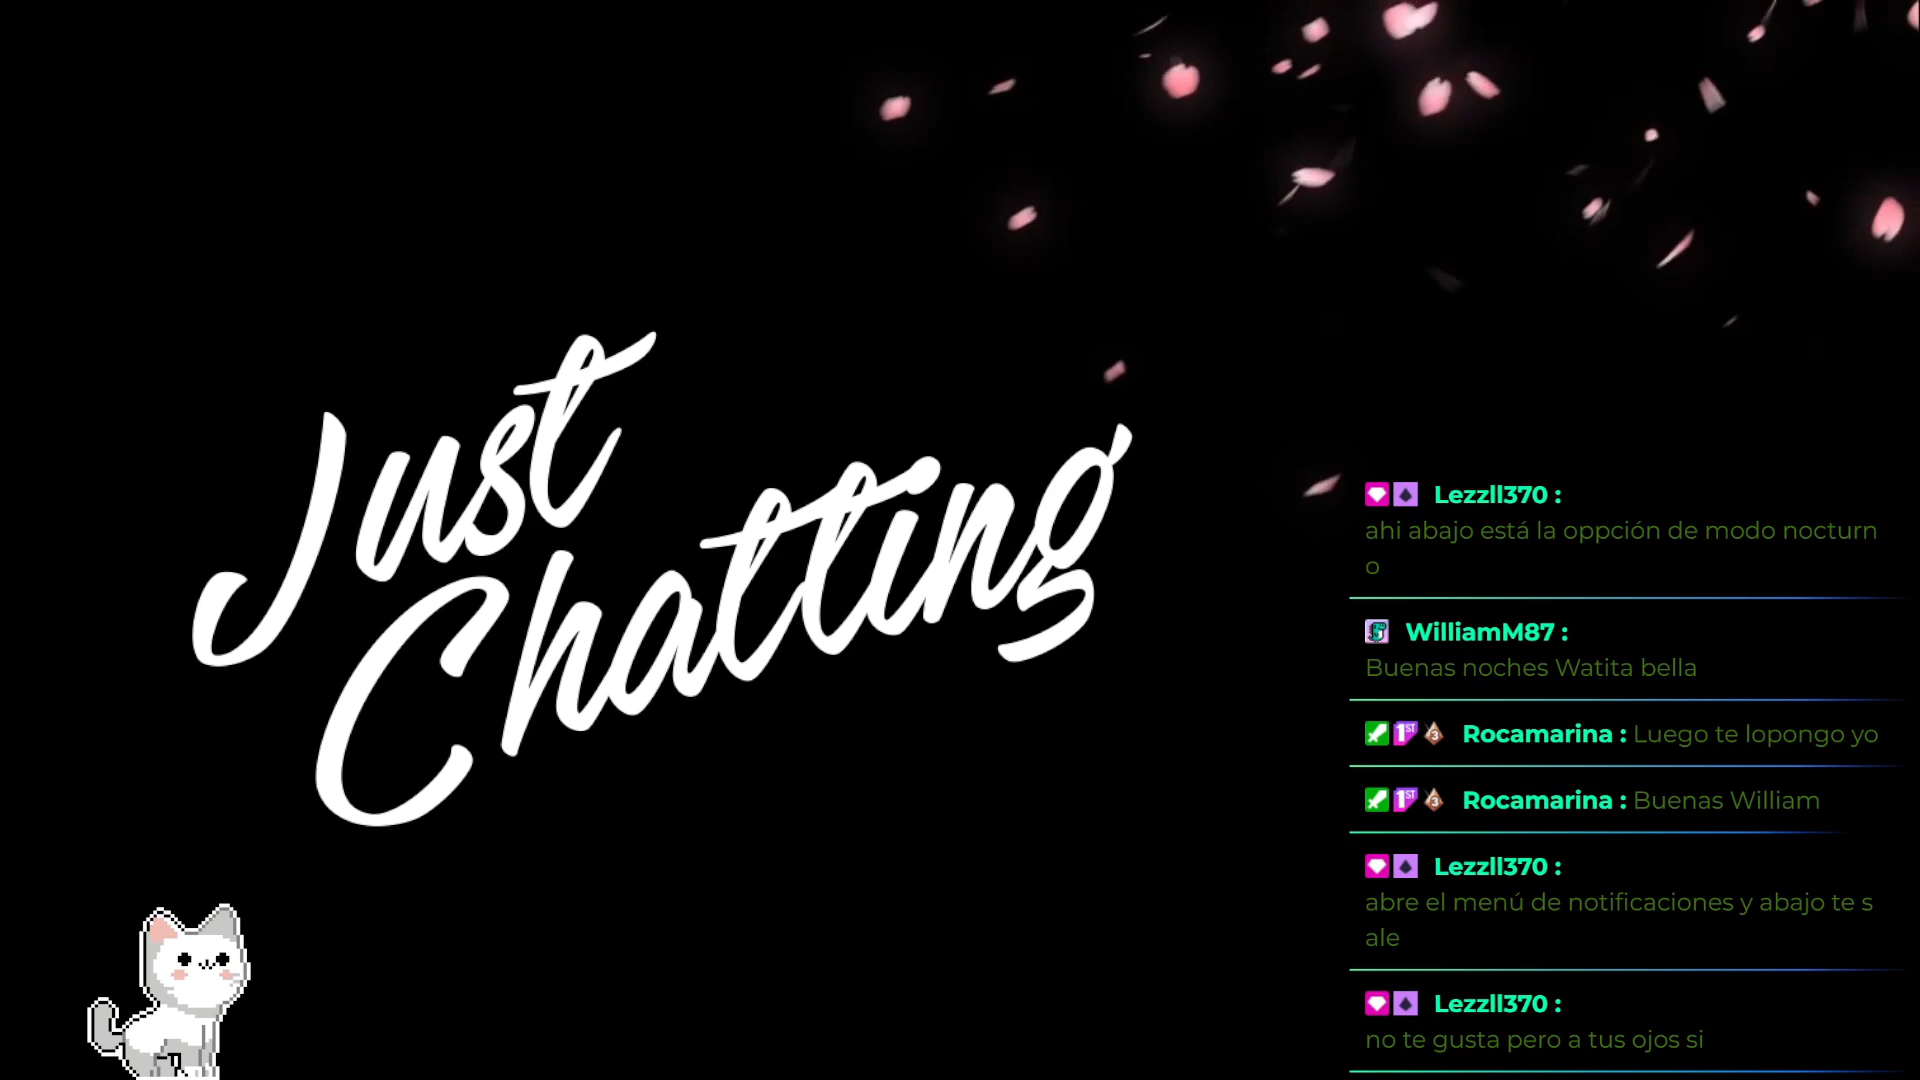 Just
Chatting
Lezzll370 :
ahi abajo está la oppción de modo nocturn
o
WilliamM87 :
Buenas noches Watita bella
Rocamarina : Luego te lopongo yo
Rocamarina : Buenas William
Lezzll370 :
abre el menú de notificaciones y abajo te s
ale
Lezzll370 :
no te gusta pero a tus ojos si